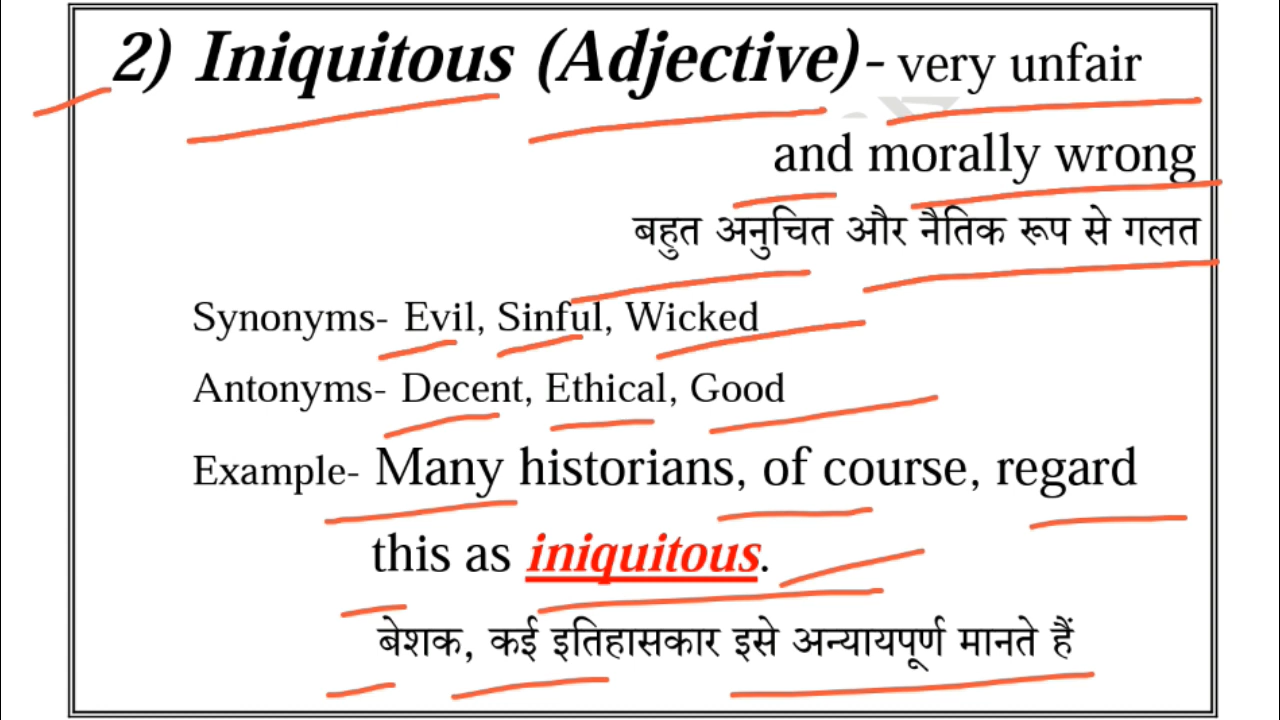 2) Iniquitous (Adjective)- very unfair
and morally wrong
बहुत अनुचित और नैतिक रूप से गलत
Synonyms- Evil, Sinful, Wicked
Antonyms- Decent, Ethical, Good
Example- Many historians, of course, regard
this as iniquitous.
बेशक, कई इतिहासकार इसे अन्यायपूर्ण मानते हैं